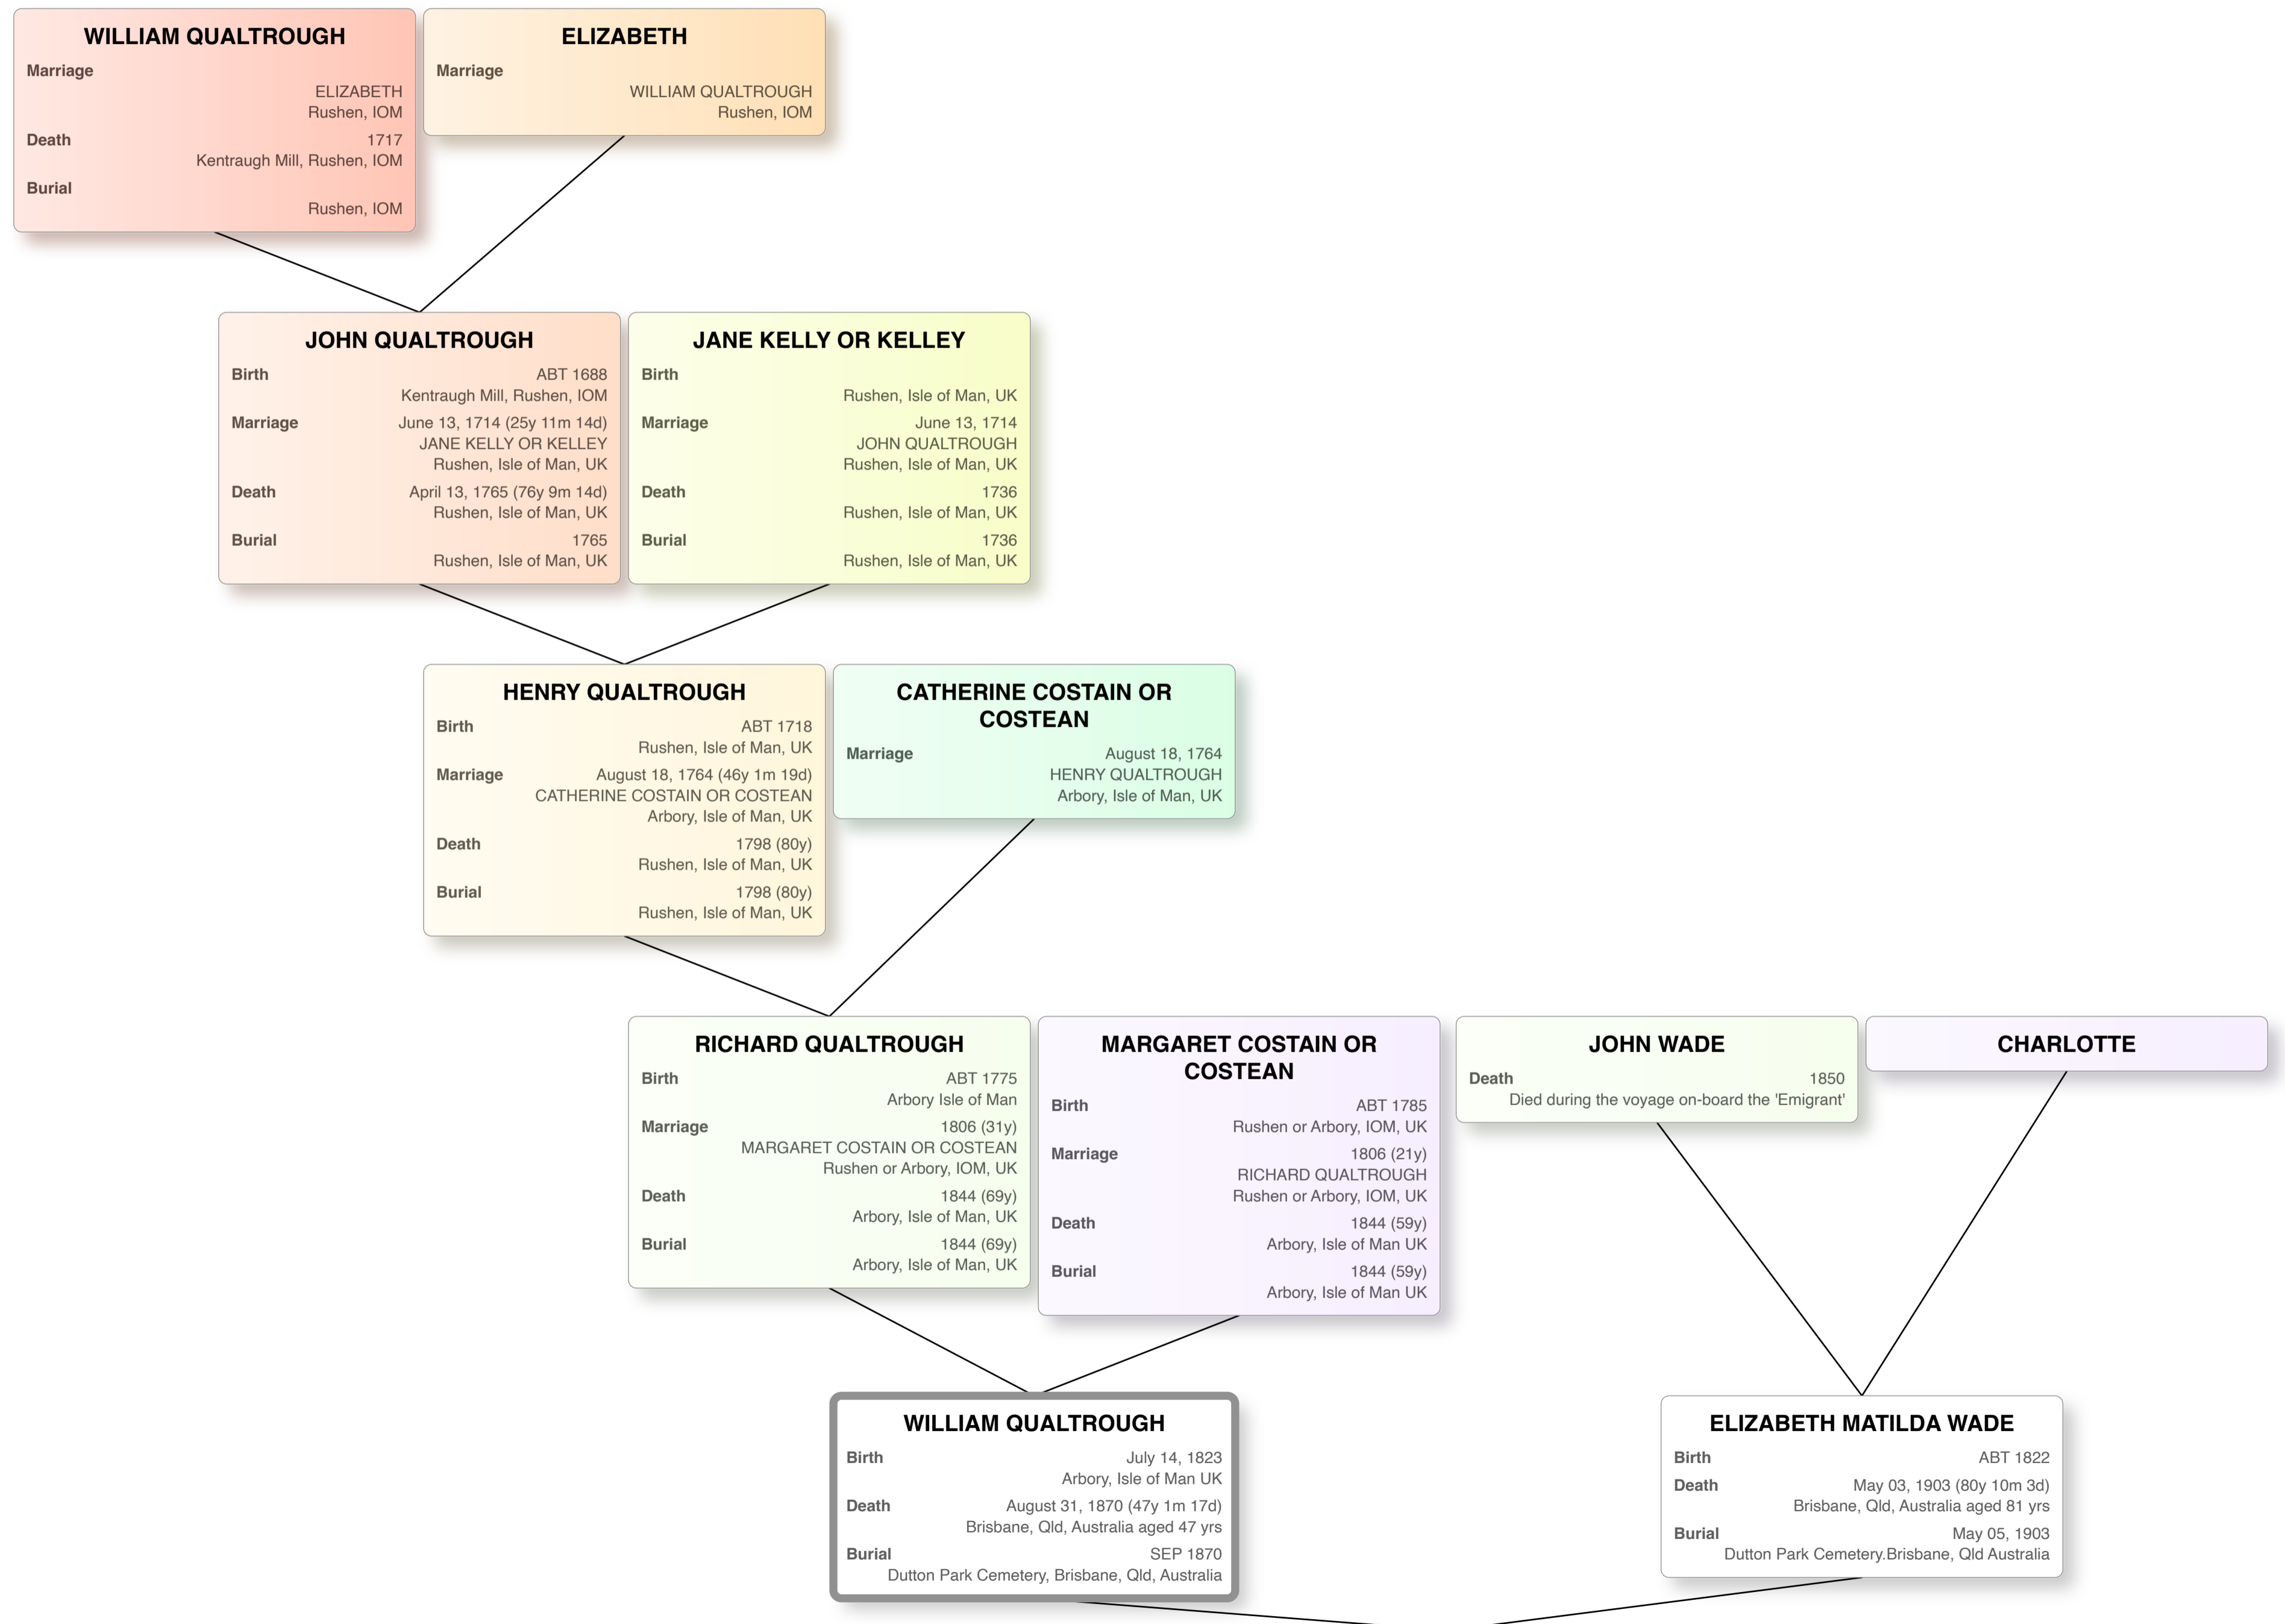 WILLIAM QUALTROUGH
Marriage
ELIZABETH
Rushen, IOM
Death 1717
Kentraugh Mill, Rushen, IOM
Burial
Rushen, IOM
ELIZABETH
Marriage
WILLIAM QUALTROUGH
Rushen, IOM
JOHN QUALTROUGH
Birth ABT 1688
Kentraugh Mill, Rushen, IOM
Marriage June 13, 1714 (25y 11m 14d)
JANE KELLY OR KELLEY
Rushen, Isle of Man, UK
Death April 13, 1765 (76y 9m 14d)
Rushen, Isle of Man, UK
Burial 1765
Rushen, Isle of Man, UK
JANE KELLY OR KELLEY
Birth
Rushen, Isle of Man, UK
Marriage June 13, 1714
JOHN QUALTROUGH
Rushen, Isle of Man, UK
Death 1736
Rushen, Isle of Man, UK
Burial 1736
Rushen, Isle of Man, UK
HENRY QUALTROUGH
Birth ABT 1718
Rushen, Isle of Man, UK
Marriage August 18, 1764 (46y 1m 19d)
CATHERINE COSTAIN OR COSTEAN
Arbory, Isle of Man, UK
Death 1798 (80y)
Rushen, Isle of Man, UK
Burial 1798 (80y)
Rushen, Isle of Man, UK
CATHERINE COSTAIN OR
COSTEAN
Marriage August 18, 1764
HENRY QUALTROUGH
Arbory, Isle of Man, UK
RICHARD QUALTROUGH
Birth ABT 1775
Arbory Isle of Man
Marriage 1806 (31y)
MARGARET COSTAIN OR COSTEAN
Rushen or Arbory, IOM, UK
Death 1844 (69y)
Arbory, Isle of Man, UK
Burial 1844 (69y)
Arbory, Isle of Man, UK
MARGARET COSTAIN OR
COSTEAN
Birth ABT 1785
Rushen or Arbory, IOM, UK
Marriage 1806 (21y)
RICHARD QUALTROUGH
Rushen or Arbory, IOM, UK
Death 1844 (59y)
Arbory, Isle of Man UK
Burial 1844 (59y)
Arbory, Isle of Man UK
JOHN WADE
Death 1850
Died during the voyage on-board the 'Emigrant'
CHARLOTTE
WILLIAM QUALTROUGH
Birth July 14, 1823
Arbory, Isle of Man UK
Death August 31, 1870 (47y 1m 17d)
Brisbane, Qld, Australia aged 47 yrs
Burial SEP 1870
Dutton Park Cemetery, Brisbane, Qld, Australia
ELIZABETH MATILDA WADE
Birth ABT 1822
Death May 03, 1903 (80y 10m 3d)
Brisbane, Qld, Australia aged 81 yrs
Burial May 05, 1903
Dutton Park Cemetery.Brisbane, Qld Australia